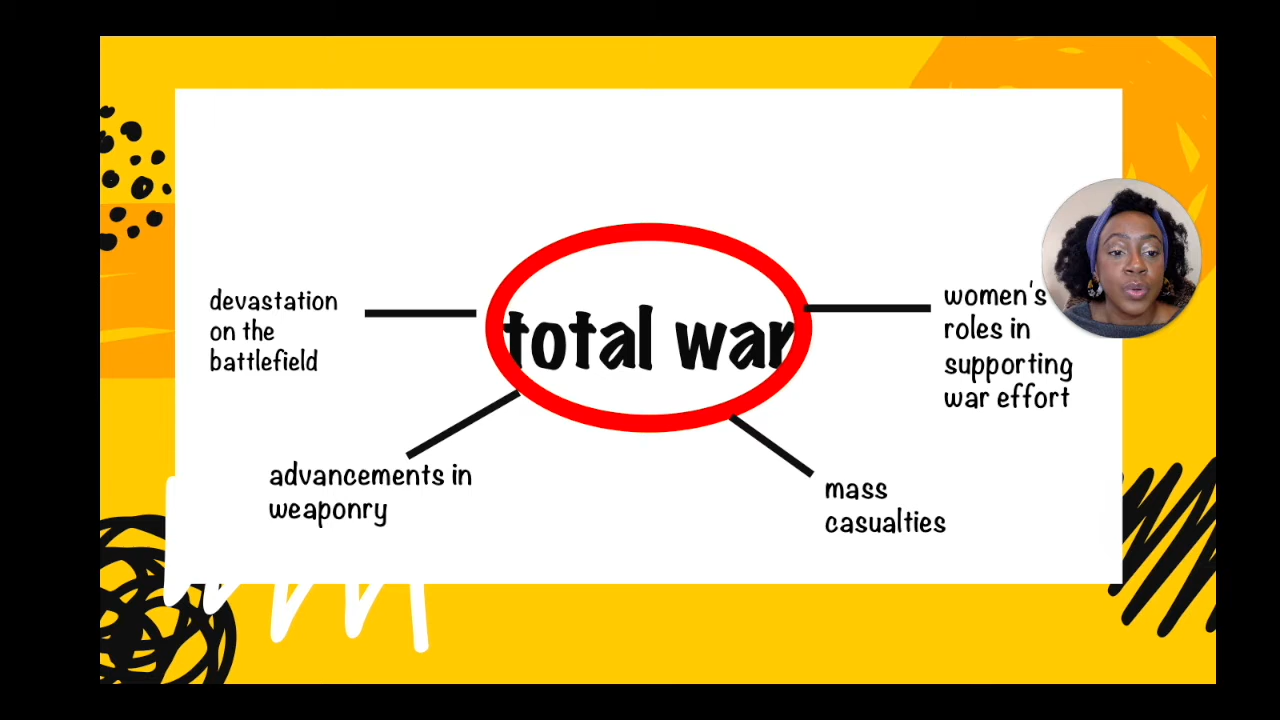 total war
devastation
on the
battlefield
advancements in
weaponry
women's
roles in
supporting
war effort
mass
casualties